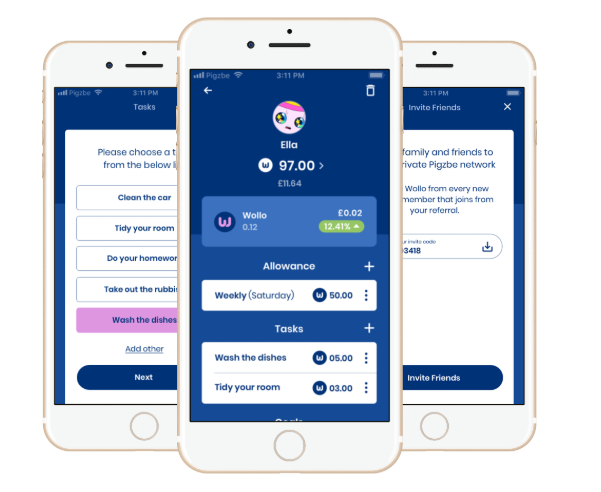 Pigzbe
3:11 PM
Tasks
Please choose a t
from the below l
Clean the car
Tidy your room
Do your homewor
Take out the rubbi
Wash the dishes
Add other
Next
Pigzbe
3:11 PM
Ella
W 97.00 >
£11.64
W
Wollo
£0.02
0.12
12.41%
Allowance +
Weekly (Saturday)
W 50.00
Tasks +
Wash the dishes
W 05.00
Tidy your room
W 03.00
3:11 PM
Invite Friends
family and friends to
rivate Pigzbe network
Wollo from every new
member that joins from
your referral.
ur invite code
3418
Invite Friends